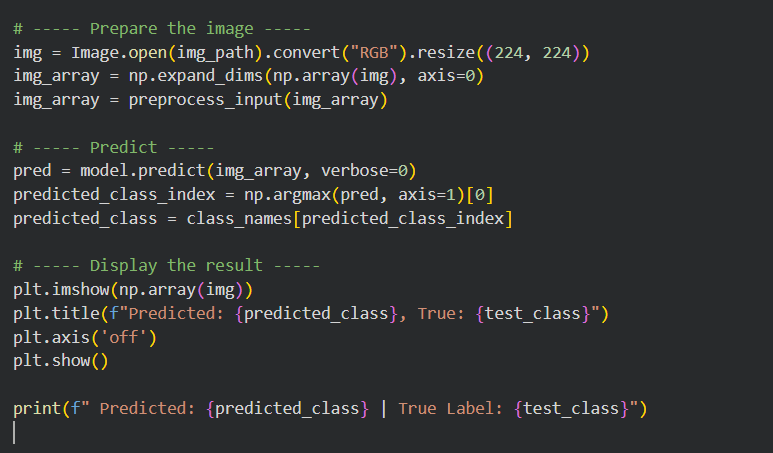 # ----- Prepare the image -----
img = Image.open(img_path).convert("RGB").resize((224, 224))
img_array = np.expand_dims(np.array(img), axis=0)
img_array = preprocess_input(img_array)
# ----- Predict -----
pred = model.predict(img_array, verbose=0)
predicted_class_index = np.argmax(pred, axis=1)[0]
predicted_class = class_names[predicted_class_index]
# ----- Display the result -----
plt.imshow(np.array(img))
plt.title(f"Predicted: {predicted_class}, True: {test_class}")
plt.axis('off')
plt.show()
print(f" Predicted: {predicted_class} | True Label: {test_class}")